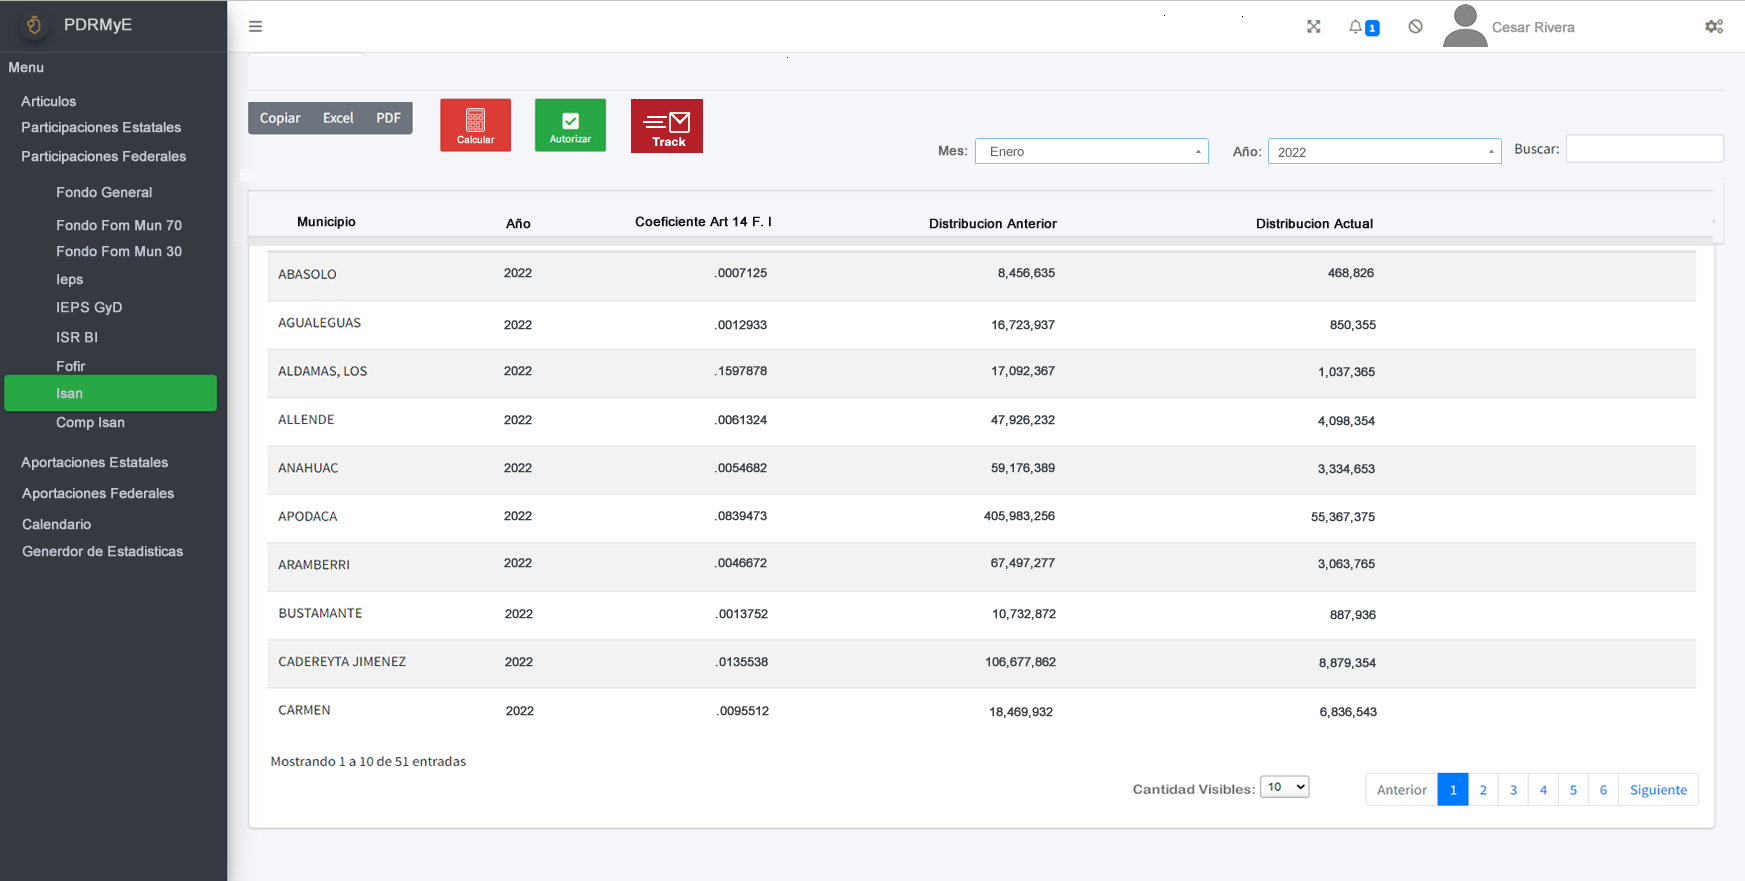 PDRMyE
1
Cesar Rivera
Menu
Articulos
Participaciones Estatales
Participaciones Federales
Fondo General
Fondo Fom Mun 70
Fondo Fom Mun 30
Ieps
IEPS GyD
ISR BI
Fofir
Isan
Comp Isan
Aportaciones Estatales
Aportaciones Federales
Calendario
Generdor de Estadisticas
Copiar Excel PDF
Calcular
Autorizar
Track
Mes: Enero Año: 2022 Buscar:
Municipio Año Coeficiente Art 14 F. I Distribucion Anterior Distribucion Actual
ABASOLO 2022 .0007125 8,456,635 468,826
AGUALEGUAS 2022 .0012933 16,723,937 850,355
ALDAMAS, LOS 2022 .1597878 17,092,367 1,037,365
ALLENDE 2022 .0061324 47,926,232 4,098,354
ANAHUAC 2022 .0054682 59,176,389 3,334,653
APODACA 2022 .0839473 405,983,256 55,367,375
ARAMBERRI 2022 .0046672 67,497,277 3,063,765
BUSTAMANTE 2022 .0013752 10,732,872 887,936
CADEREYTA JIMENEZ 2022 .0135538 106,677,862 8,879,354
CARMEN 2022 .0095512 18,469,932 6,836,543
Mostrando 1 a 10 de 51 entradas
Cantidad Visibles: 10
Anterior 1 2 3 4 5 6 Siguiente